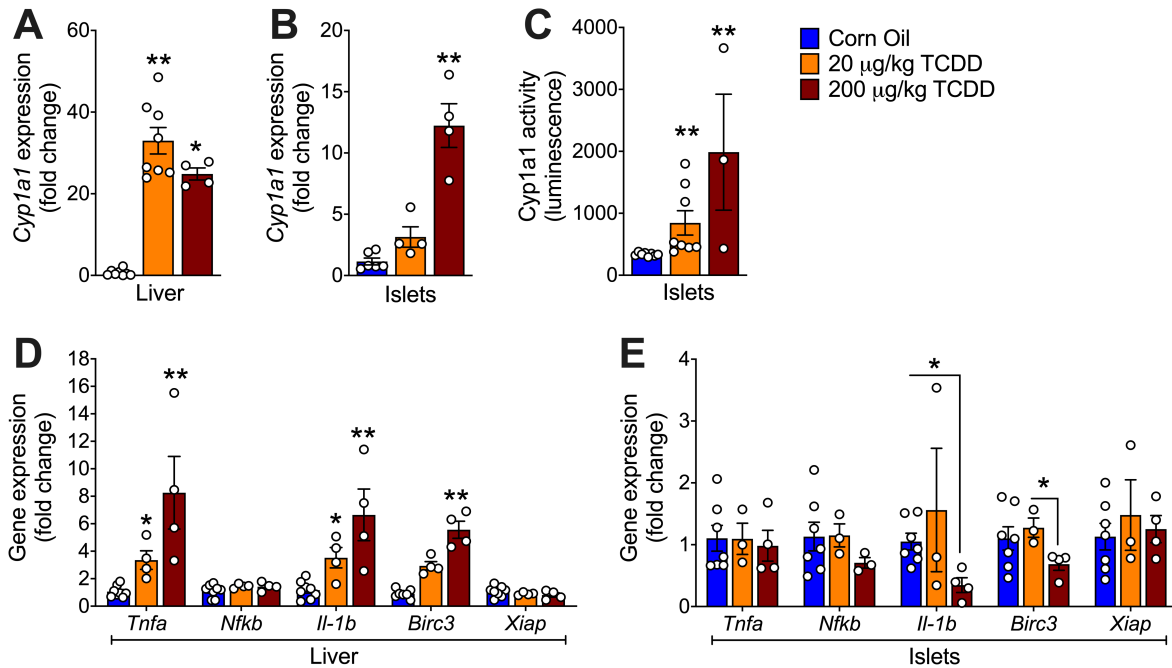 A
Cyp1a1 expression
(fold change)
60
40
20
0
**
*
Liver
B
Cyp1a1 expression
(fold change)
20
15
10
5
0
**
Islets
C
Cyp1a1 activity
(luminescence)
4000
3000
2000
1000
0
**
**
Islets
Corn Oil
20 μg/kg TCDD
200 μg/kg TCDD
D
Gene expression
(fold change)
18
16
14
12
10
8
6
4
2
0
*
**
*
**
**
Tnfa Nfkb Il-1b Birc3 Xiap
Liver
E
Gene expression
(fold change)
4
3
2
1
0
*
*
Tnfa Nfkb Il-1b Birc3 Xiap
Islets